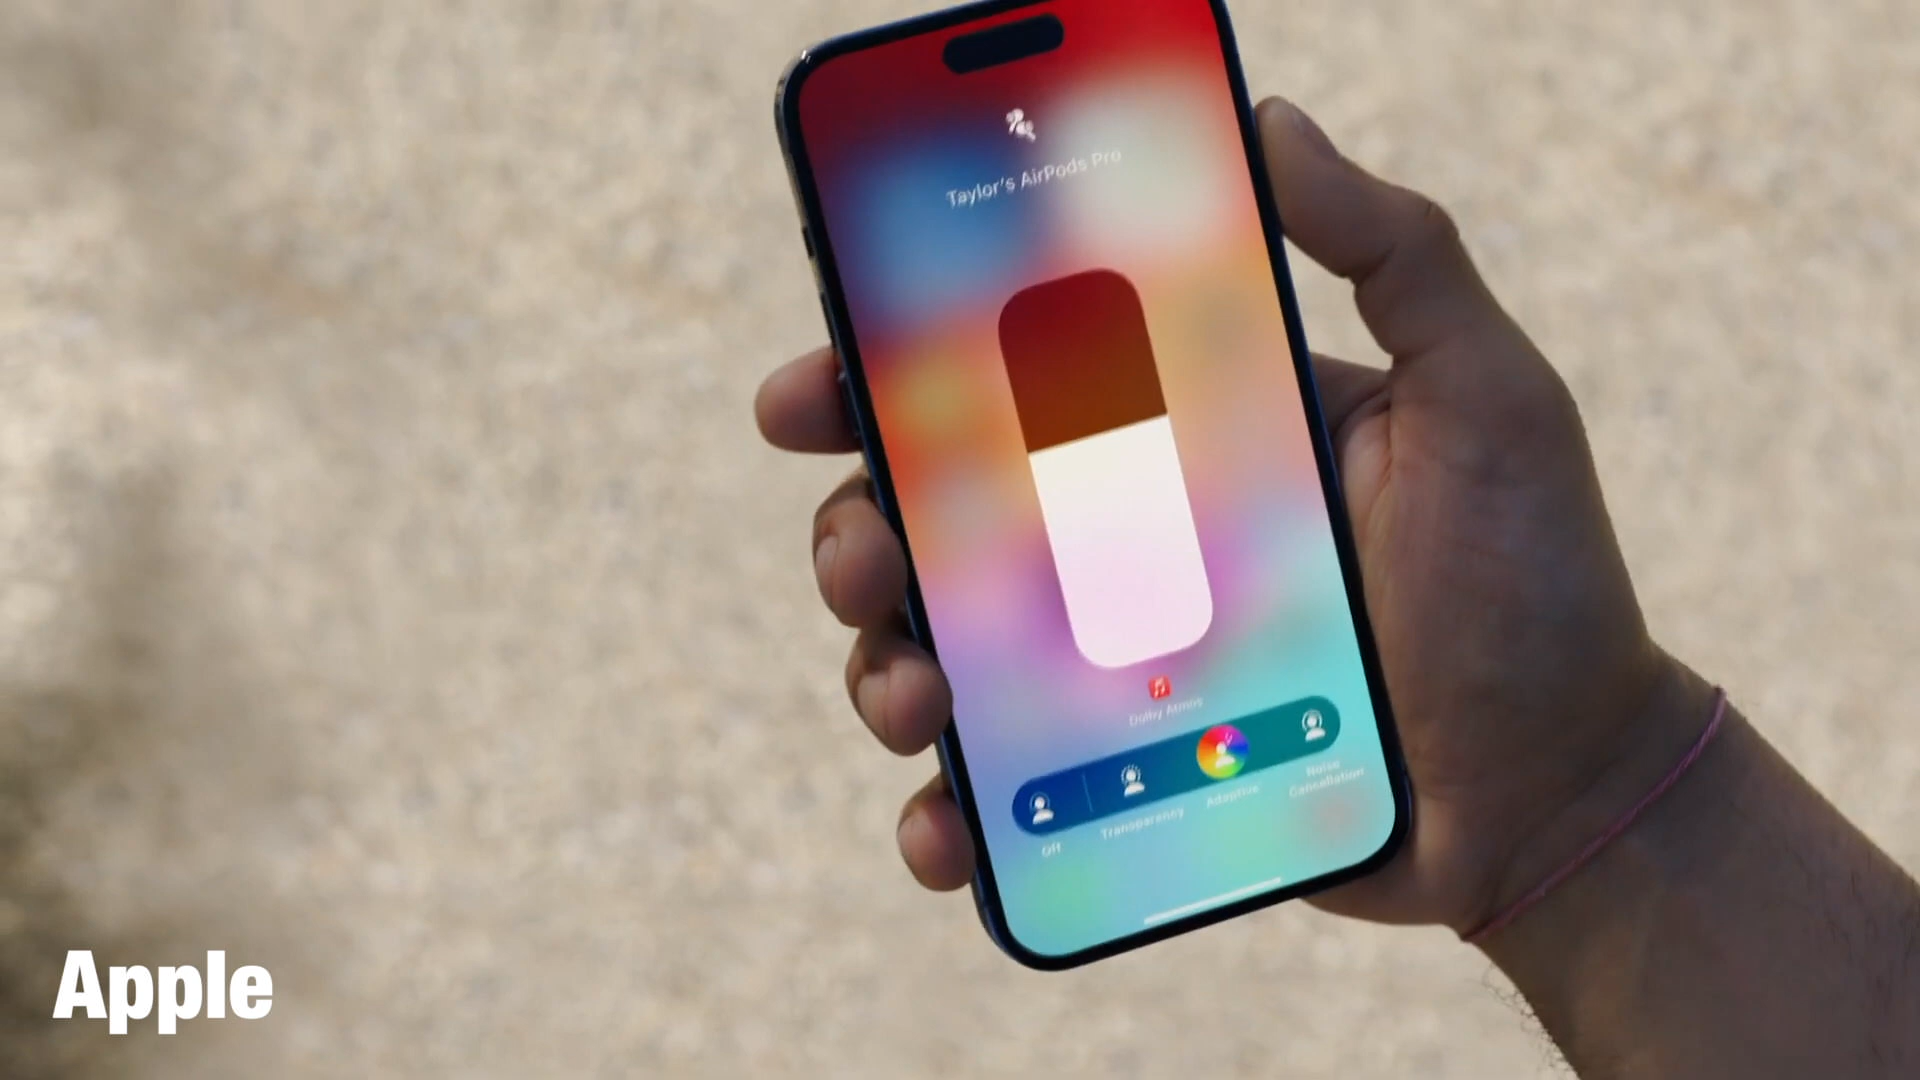 Taylor's AirPods Pro
Dolby Atmos
Off
Transparency
Adaptive
Noise
Cancellation
Apple